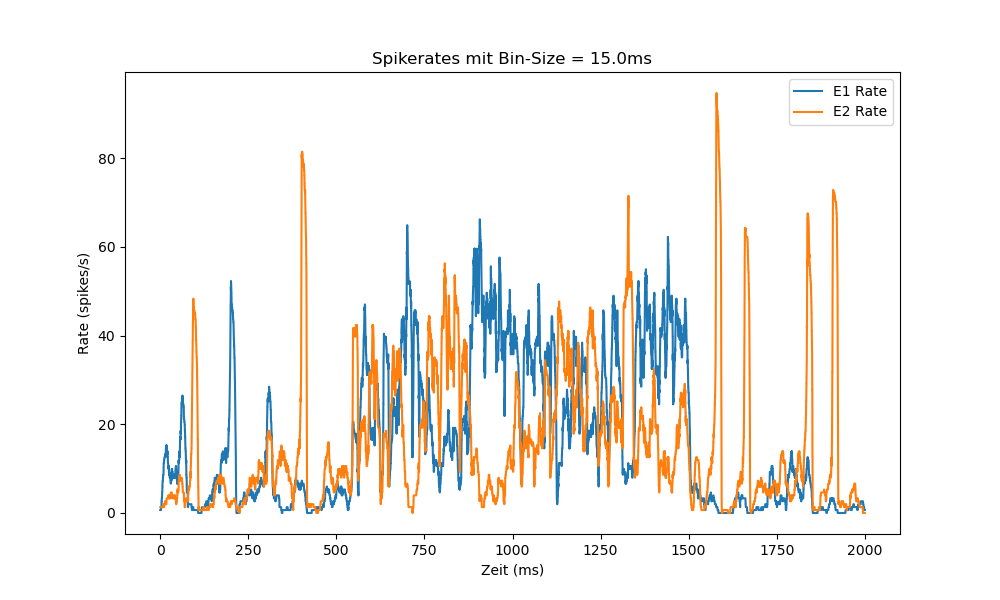 Spikerates mit Bin-Size = 15.0ms
E1 Rate
E2 Rate
Rate (spikes/s)
80
60
40
20
0
0 250 500 750 1000 1250 1500 1750 2000
Zeit (ms)